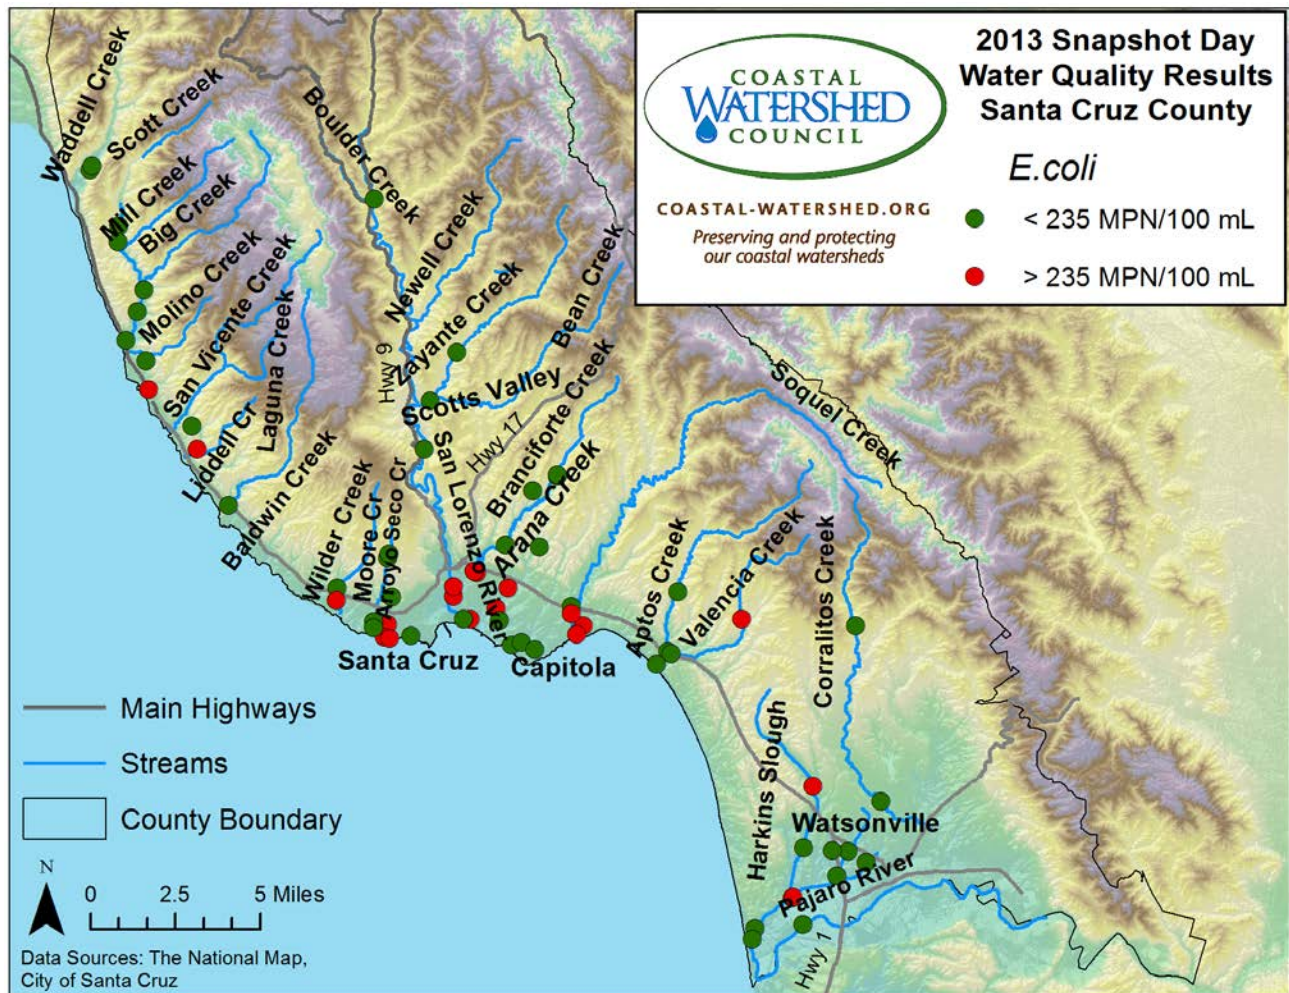 2013 Snapshot Day
Water Quality Results
Santa Cruz County
E.coli
< 235 MPN/100 mL
> 235 MPN/100 mL
COASTAL
WATERSHED
COUNCIL
COASTAL-WATERSHED.ORG
Preserving and protecting
our coastal watersheds
Waddell Creek
Scott Creek
Mill Creek
Big Creek
Molino Creek
San Vicente Creek
Liddell Cr
Laguna Creek
Baldwin Creek
Wilder Creek
Moore Cr
Arroyo Seco Cr
Boulder Creek
Newell Creek
Zayante Creek
Bean Creek
Hwy 9
Scotts Valley
Hwy 17
San Lorenzo River
Branciforte Creek
Arana Creek
Soquel Creek
Aptos Creek
Valencia Creek
Corralitos Creek
Santa Cruz
Capitola
Harkins Slough
Watsonville
Pajaro River
Hwy 1
Main Highways
Streams
County Boundary
N
0 2.5 5 Miles
Data Sources: The National Map,
City of Santa Cruz